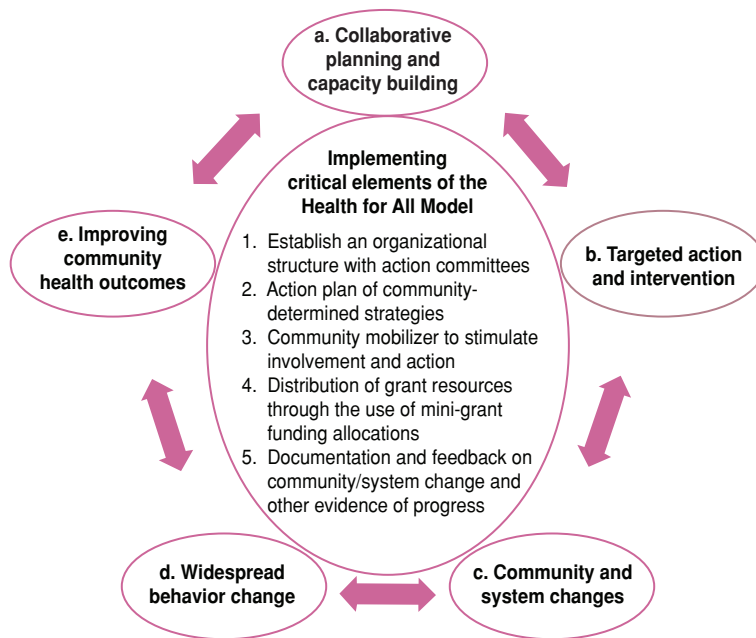 a. Collaborative
planning and
capacity building
Implementing
critical elements of the
Health for All Model
1. Establish an organizational
structure with action committees
2. Action plan of community-
determined strategies
3. Community mobilizer to stimulate
involvement and action
4. Distribution of grant resources
through the use of mini-grant
funding allocations
5. Documentation and feedback on
community/system change and
other evidence of progress
b. Targeted action
and intervention
c. Community and
system changes
d. Widespread
behavior change
e. Improving
community
health outcomes